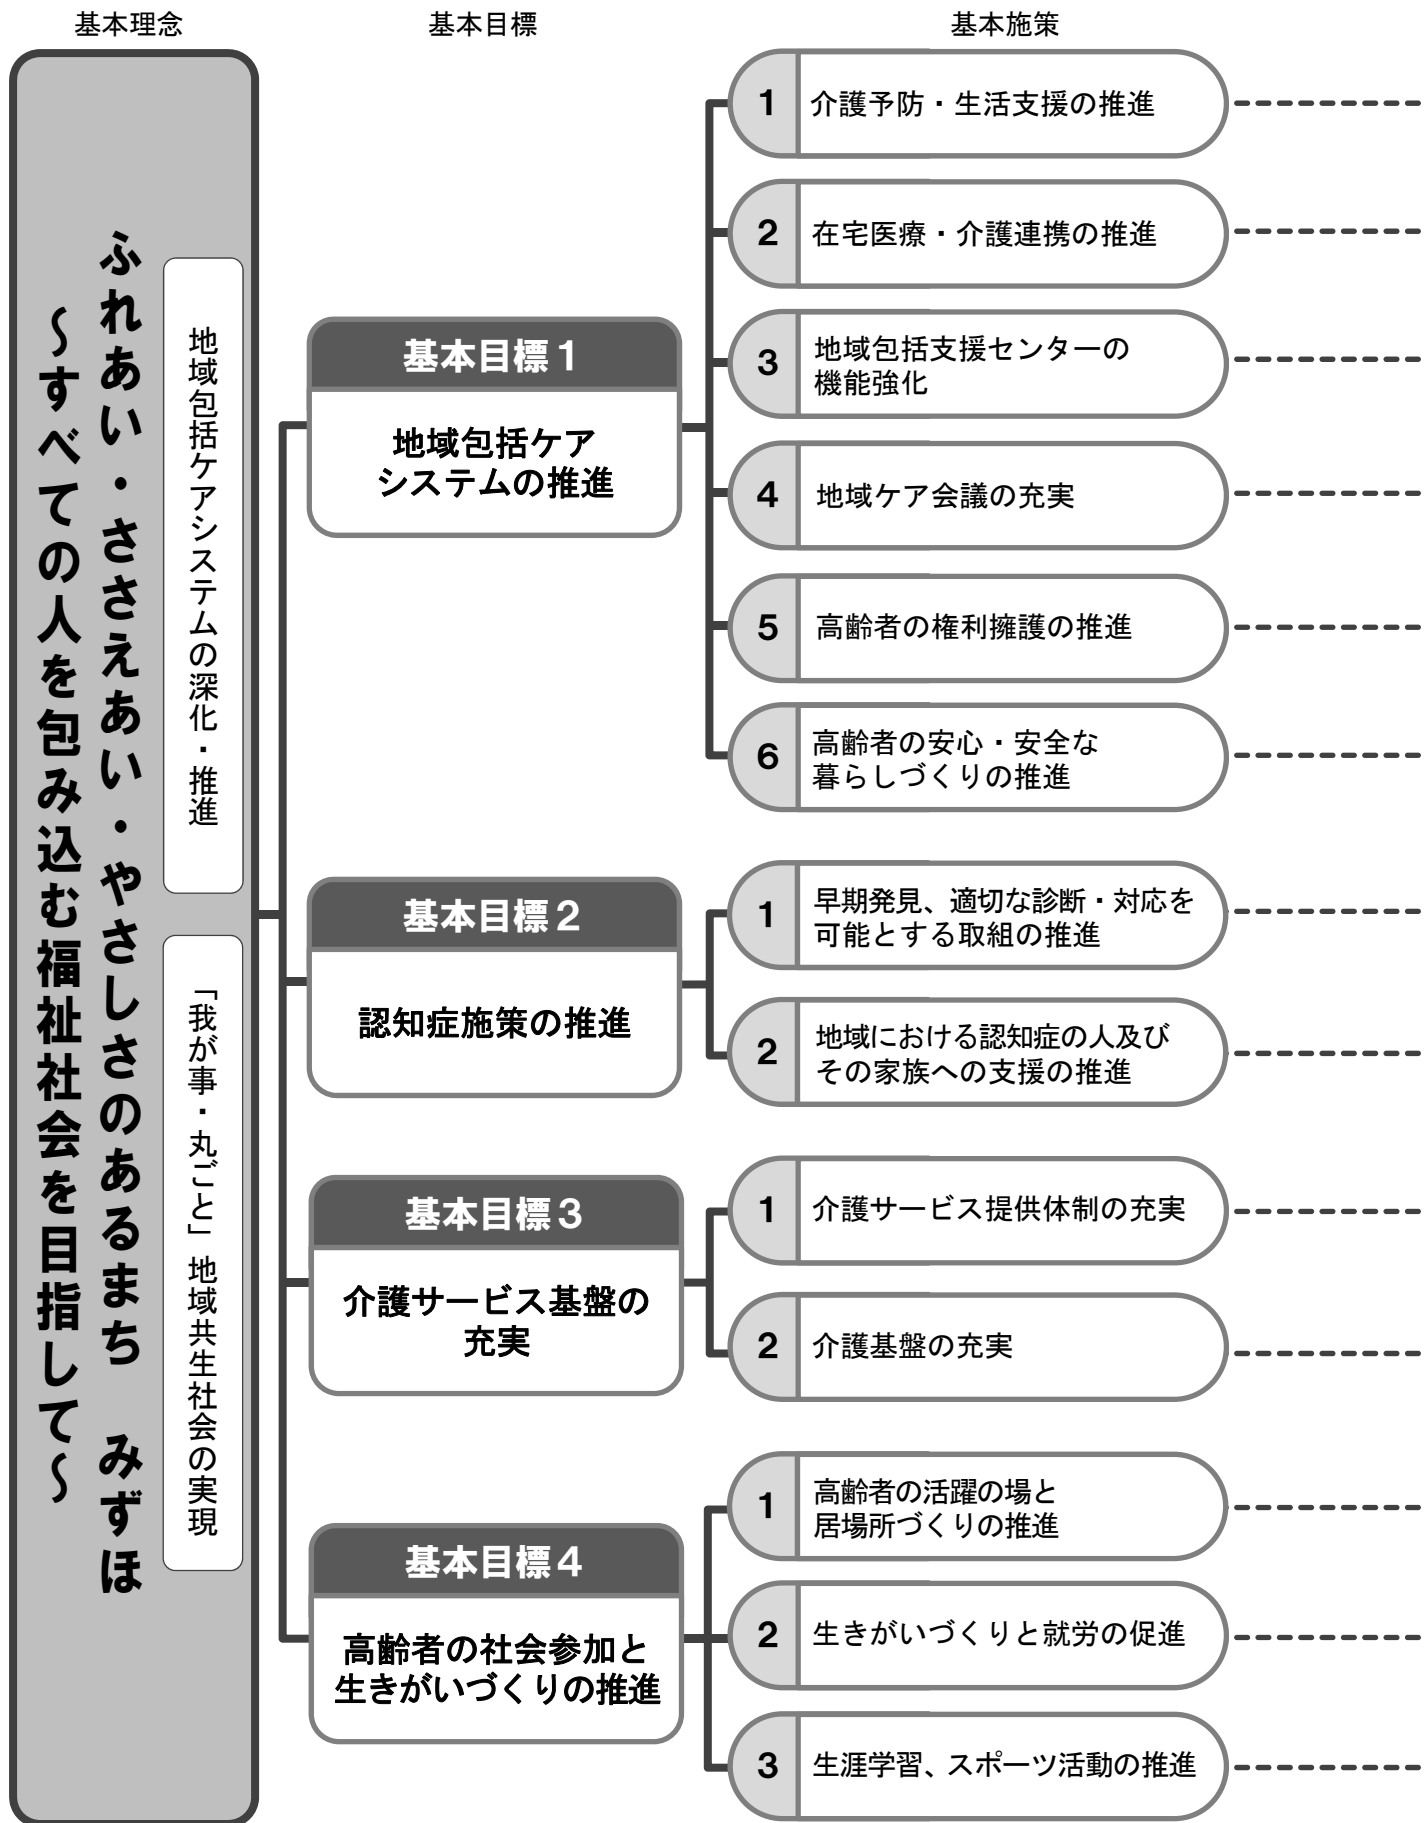 基本理念
基本目標
基本施策
ふれあい・ささえあい・やさしさのあるまち　みずほ
～すべての人を包み込む福祉社会を目指して～
地域包括ケアシステムの深化・推進
「我が事・丸ごと」地域共生社会の実現
基本目標１
地域包括ケア
システムの推進
1
介護予防・生活支援の推進
2
在宅医療・介護連携の推進
3
地域包括支援センターの
機能強化
4
地域ケア会議の充実
5
高齢者の権利擁護の推進
6
高齢者の安心・安全な
暮らしづくりの推進
基本目標２
認知症施策の推進
1
早期発見、適切な診断・対応を
可能とする取組の推進
2
地域における認知症の人及び
その家族への支援の推進
基本目標３
介護サービス基盤の
充実
1
介護サービス提供体制の充実
2
介護基盤の充実
基本目標４
高齢者の社会参加と
生きがいづくりの推進
1
高齢者の活躍の場と
居場所づくりの推進
2
生きがいづくりと就労の促進
3
生涯学習、スポーツ活動の推進